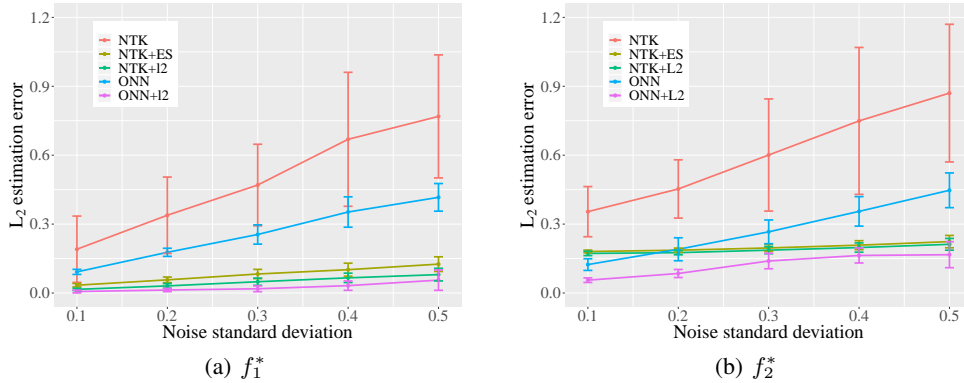 1.2
0.9
0.6
0.3
0.0
L2 estimation error
NTK
NTK+ES
NTK+l2
ONN
ONN+l2
0.1 0.2 0.3 0.4 0.5
Noise standard deviation
(a) f1*
1.2
0.9
0.6
0.3
0.0
L2 estimation error
NTK
NTK+ES
NTK+L2
ONN
ONN+L2
0.1 0.2 0.3 0.4 0.5
Noise standard deviation
(b) f2*